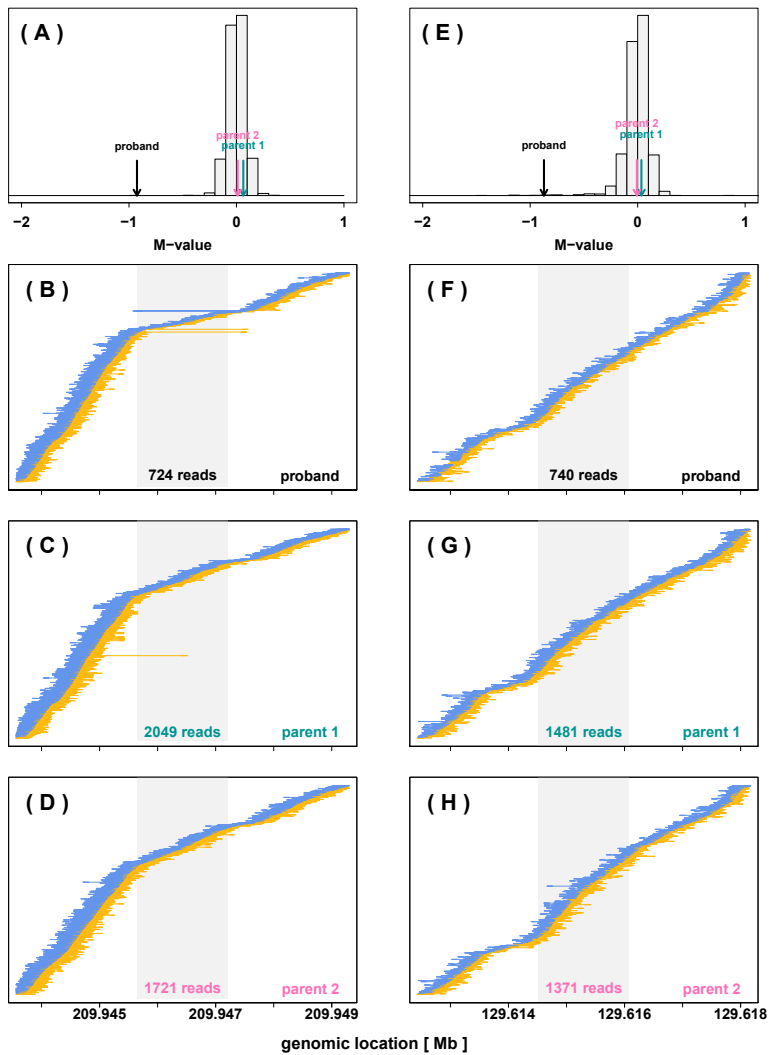 ( A )
parent 2
parent 1
proband
−2 −1 0 1
M−value
( E )
parent 2
parent 1
proband
−2 −1 0 1
M−value
( B )
724 reads proband
( F )
740 reads proband
( C )
2049 reads parent 1
( G )
1481 reads parent 1
( D )
1721 reads parent 2
209.945 209.947 209.949
( H )
1371 reads parent 2
129.614 129.616 129.618
genomic location [ Mb ]